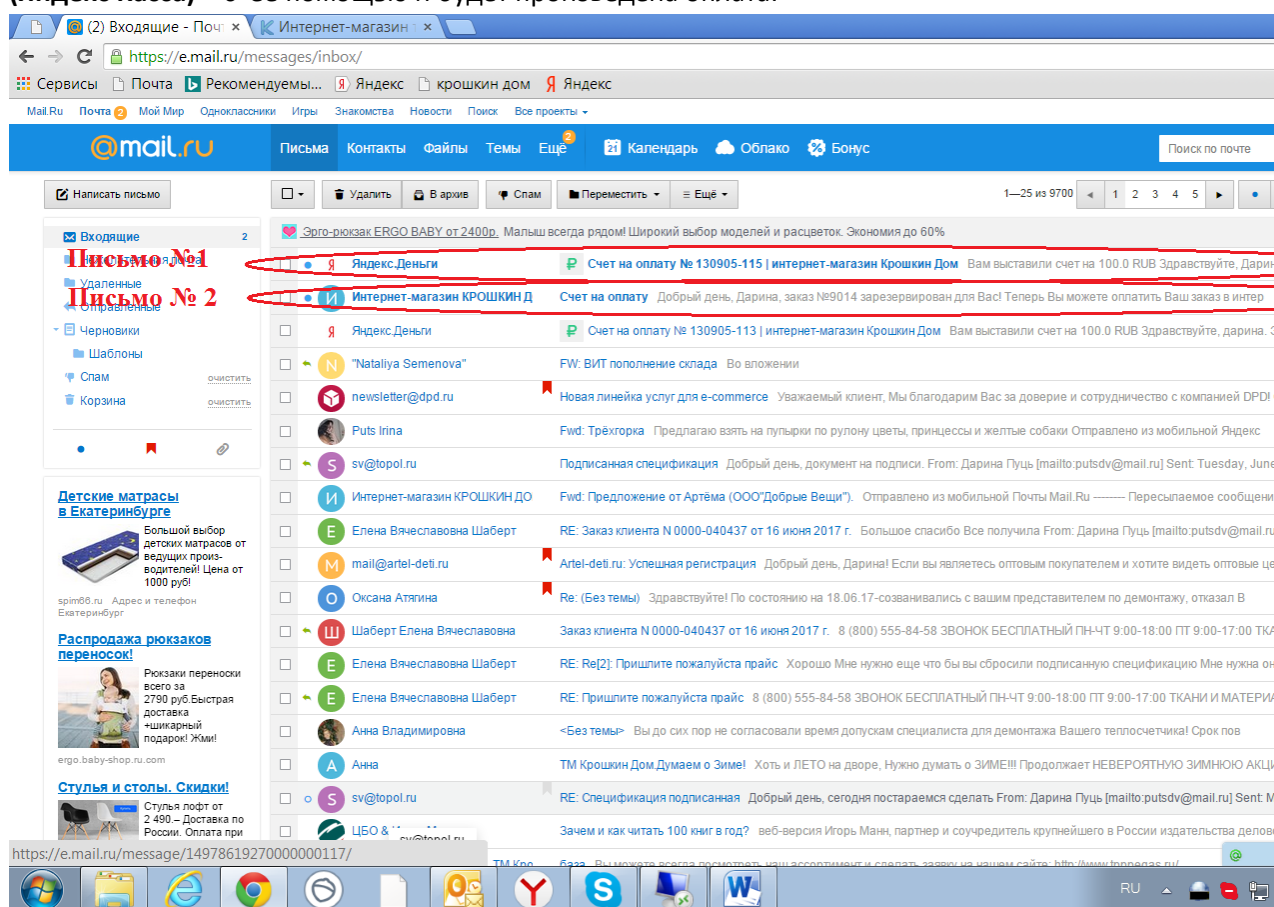 (2) Входящие - Поч ×
Интернет-магазин ×
https://e.mail.ru/messages/inbox/
Сервисы Почта Рекомендуемы... Яндекс крошкин дом Яндекс
Mail.Ru Почта 2 Мой Мир Одноклассники Игры Знакомства Новости Поиск Все проекты
@mail.ru Письма Контакты Файлы Темы Ещё 2 21 Календарь Облако Бонус Поиск по почте
Написать письмо Удалить В архив Спам Переместить Ещё 1—25 из 9700 1 2 3 4 5
Эрго-рюкзак ERGO BABY от 2400р. Малыш всегда рядом! Широкий выбор моделей и расцветок. Экономия до 60%
Входящие 2
Письмо №1
Удаленные
Письмо № 2
Отправленные
Черновики
Шаблоны
Спам очистить
Корзина очистить
Яндекс.Деньги Счет на оплату № 130905-115 | интернет-магазин Крошкин Дом Вам выставили счет на 100.0 RUB Здравствуйте, Дарин
Интернет-магазин КРОШКИН Д Счет на оплату Добрый день, Дарина, заказ №9014 зарезервирован для Вас! Теперь Вы можете оплатить Ваш заказ в интер
Яндекс.Деньги Счет на оплату № 130905-113 | интернет-магазин Крошкин Дом Вам выставили счет на 100.0 RUB Здравствуйте, дарина.
N "Nataliya Semenova" FW: ВИТ пополнение склада Во вложении
newsletter@dpd.ru Новая линейка услуг для e-commerce Уважаемый клиент, Мы благодарим Вас за доверие и сотрудничество с компанией DPD!
Puts Irina Fwd: Трёхгорка Предлагаю взять на пупырки по рулону цветы, принцессы и желтые собаки Отправлено из мобильной Яндекс
S sv@topol.ru Подписанная спецификация Добрый день, документ на подписи. From: Дарина Пуць [mailto:putsdv@mail.ru] Sent: Tuesday, June
И Интернет-магазин КРОШКИН ДО Fwd: Предложение от Артёма (ООО"Добрые Вещи"). Отправлено из мобильной Почты Mail.Ru -------- Пересылаемое сообщени
Е Елена Вячеславовна Шаберт RE: Заказ клиента N 0000-040437 от 16 июня 2017 г. Большое спасибо Все получила From: Дарина Пуць [mailto:putsdv@mail.ru
M mail@artel-deti.ru Artel-deti.ru: Успешная регистрация Добрый день, Дарина! Если вы являетесь оптовым покупателем и хотите видеть оптовые це
О Оксана Атягина Re: (Без темы) Здравствуйте! По состоянию на 18.06.17-созванивались с вашим представителем по демонтажу, отказал В
Ш Шаберт Елена Вячеславовна Заказ клиента N 0000-040437 от 16 июня 2017 г. 8 (800) 555-84-58 ЗВОНОК БЕСПЛАТНЫЙ ПН-ЧТ 9:00-18:00 ПТ 9:00-17:00 ТКА
Е Елена Вячеславовна Шаберт RE: Re[2]: Пришлите пожалуйста прайс Хорошо Мне нужно еще что бы вы сбросили подписанную спецификацию Мне нужна он
Е Елена Вячеславовна Шаберт RE: Пришлите пожалуйста прайс 8 (800) 555-84-58 ЗВОНОК БЕСПЛАТНЫЙ ПН-ЧТ 9:00-18:00 ПТ 9:00-17:00 ТКАНИ И МАТЕРИА
Анна Владимировна <Без темы> Вы до сих пор не согласовали время допускам специалиста для демонтажа Вашего теплосчетчика! Срок пов
А Анна ТМ Крошкин Дом.Думаем о Зиме! Хоть и ЛЕТО на дворе, Нужно думать о ЗИМЕ!!! Продолжает НЕВЕРОЯТНУЮ ЗИМНЮЮ АКЦИ
S sv@topol.ru RE: Спецификация подписанная Добрый день, сегодня постараемся сделать From: Дарина Пуць [mailto:putsdv@mail.ru] Sent: M
ЦБО & Зачем и как читать 100 книг в год? веб-версия Игорь Манн, партнер и соучредитель крупнейшего в России издательства делов
Детские матрасы
в Екатеринбурге
Большой выбор
детских матрасов от
ведущих произ-
водителей! Цена от
1000 руб!
spim66.ru Адрес и телефон
Екатеринбург
Распродажа рюкзаков
переносок!
Рюкзаки переноски
всего за
2790 руб.Быстрая
доставка
+шикарный
подарок! Жми!
ergo.baby-shop.ru.com
Стулья и столы. Скидки!
Стулья лофт от
2 490.– Доставка по
России. Оплата при
https://e.mail.ru/message/14978619270000000117/
RU